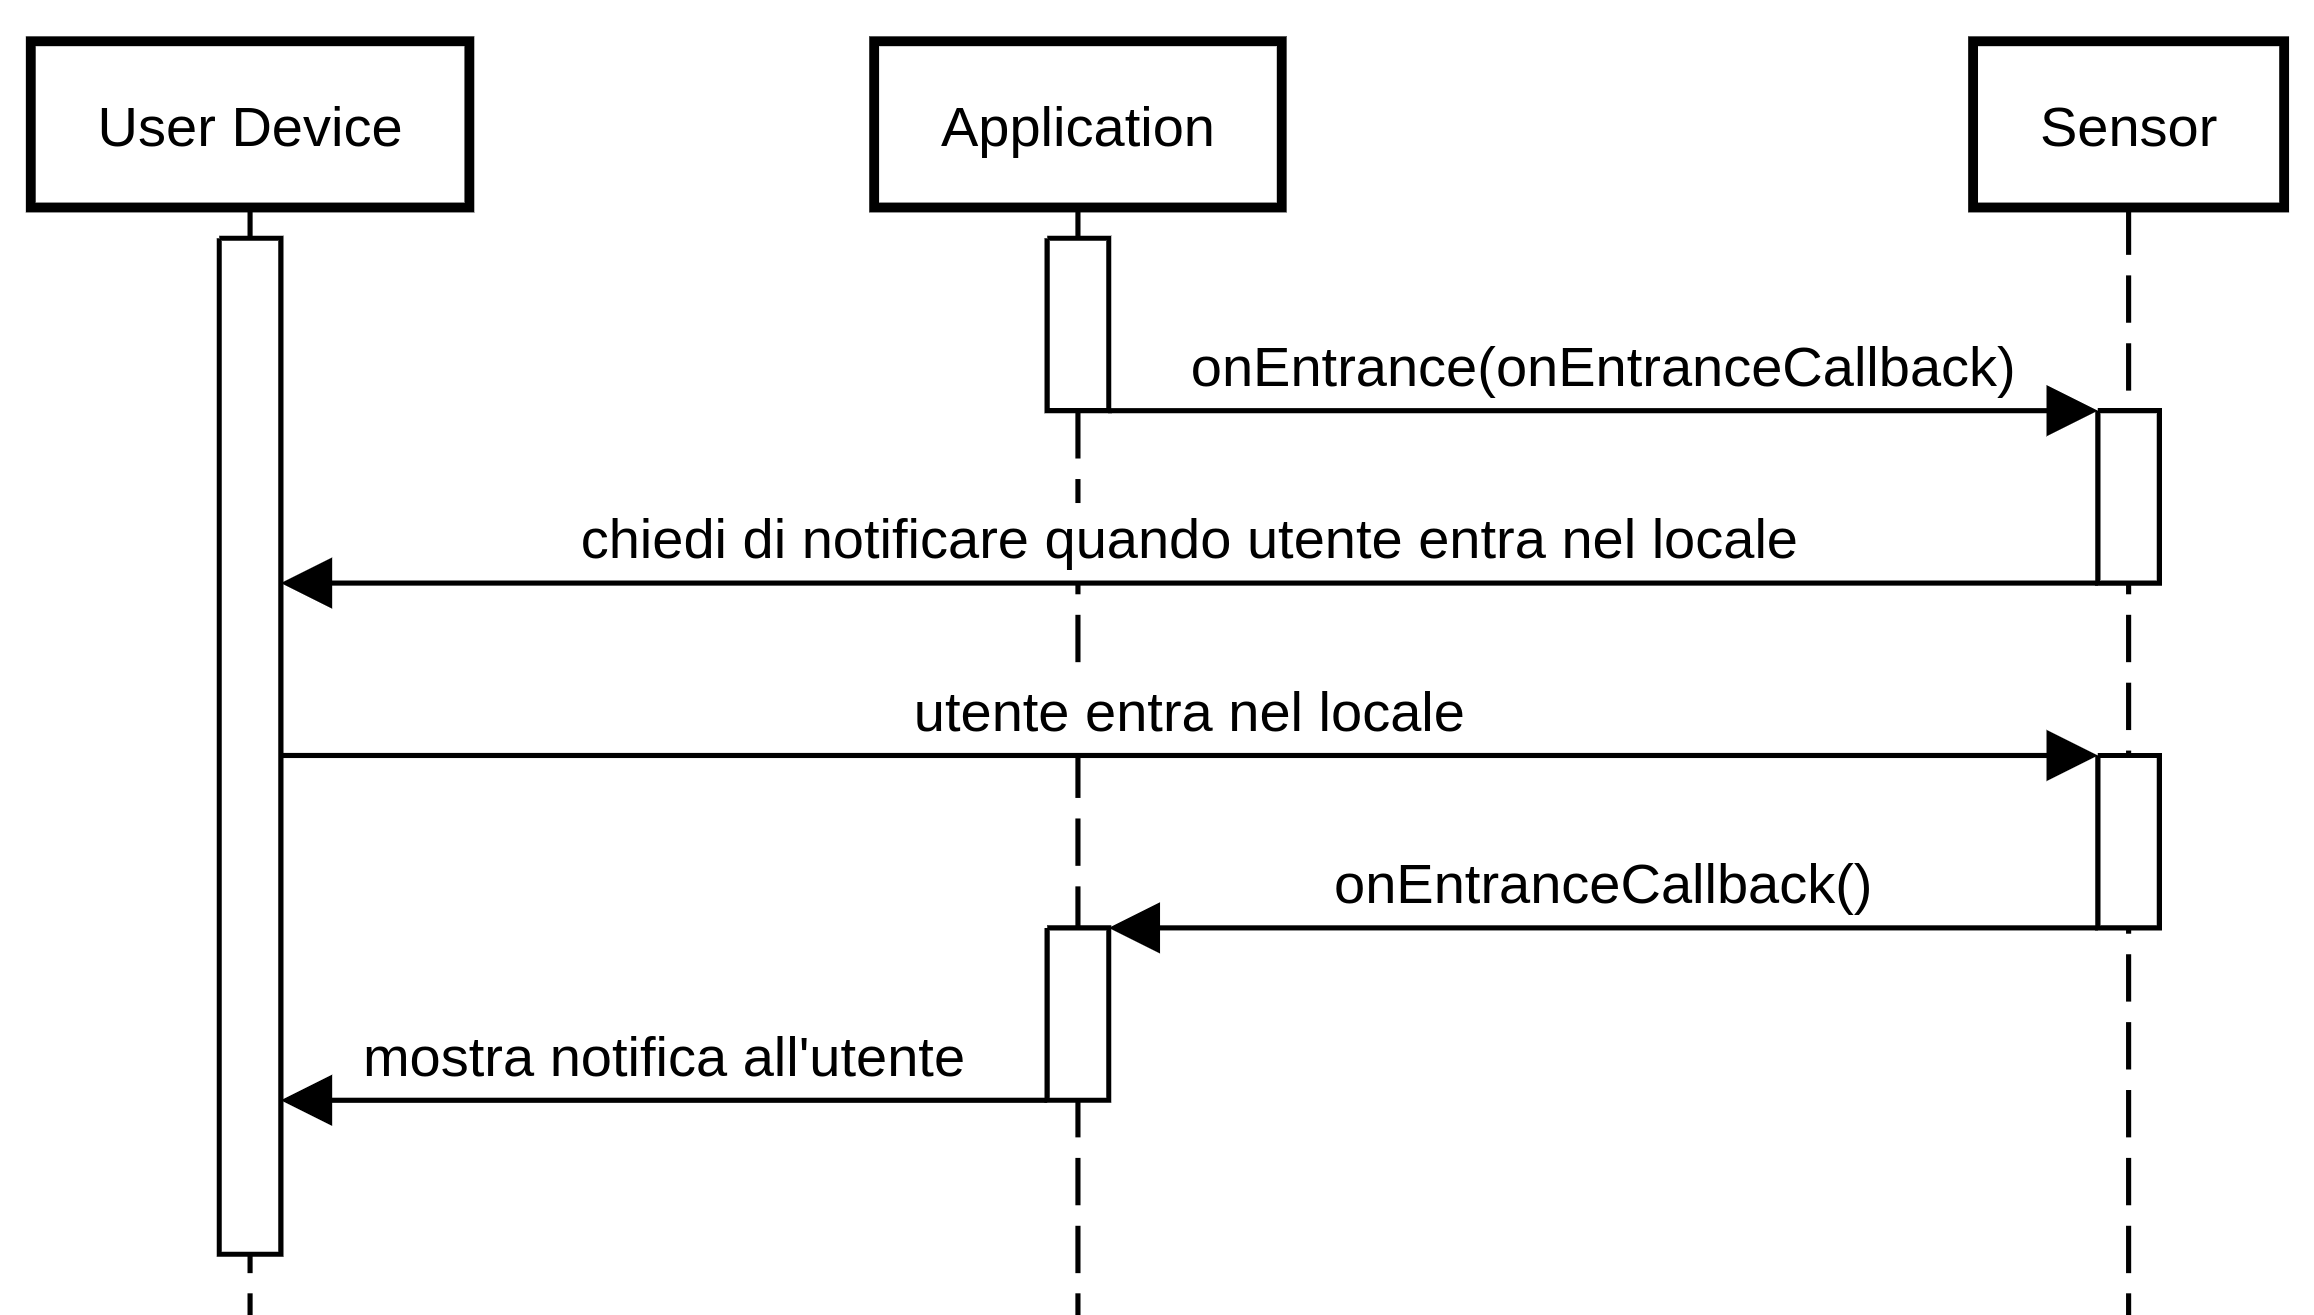 User Device
Application
Sensor
onEntrance(onEntranceCallback)
chiedi di notificare quando utente entra nel locale
utente entra nel locale
onEntranceCallback()
mostra notifica all'utente